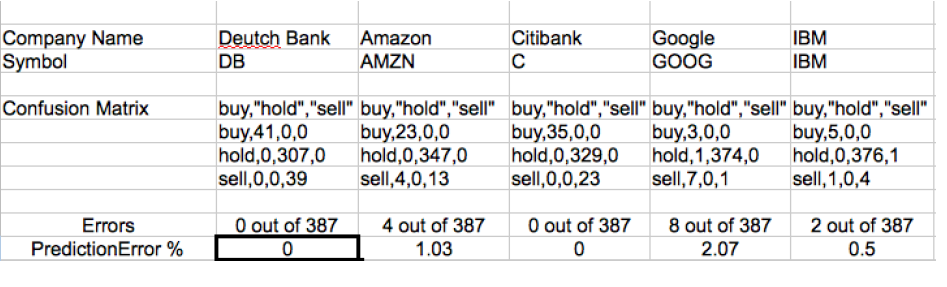 Company Name Deutch Bank Amazon Citibank Google IBM
Symbol DB AMZN C GOOG IBM
Confusion Matrix buy,"hold","sell" buy,"hold","sell" buy,"hold","sell" buy,"hold","sell" buy,"hold","sell"
buy,41,0,0 buy,23,0,0 buy,35,0,0 buy,3,0,0 buy,5,0,0
hold,0,307,0 hold,0,347,0 hold,0,329,0 hold,1,374,0 hold,0,376,1
sell,0,0,39 sell,4,0,13 sell,0,0,23 sell,7,0,1 sell,1,0,4
Errors 0 out of 387 4 out of 387 0 out of 387 8 out of 387 2 out of 387
PredictionError % 0 1.03 0 2.07 0.5